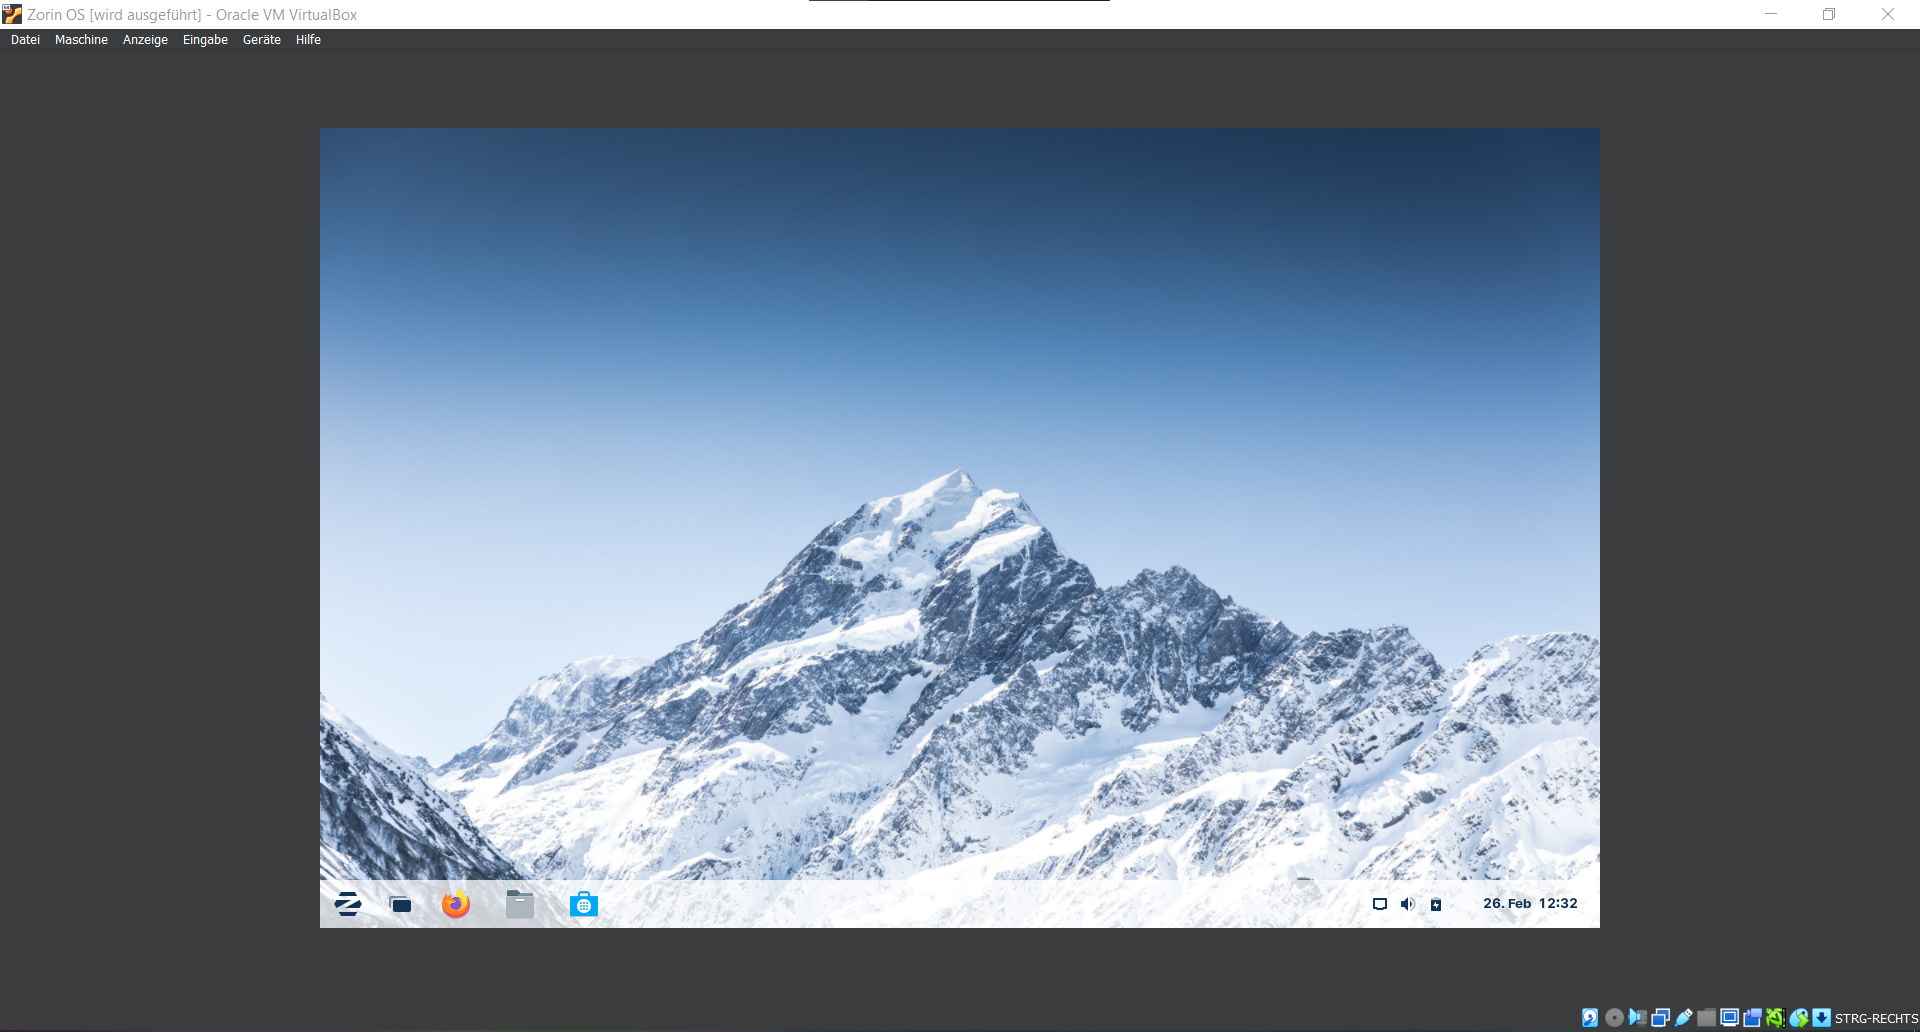 Zorin OS [wird ausgeführt] - Oracle VM VirtualBox
Datei Maschine Anzeige Eingabe Geräte Hilfe
26. Feb 12:32
STRG-RECHTS